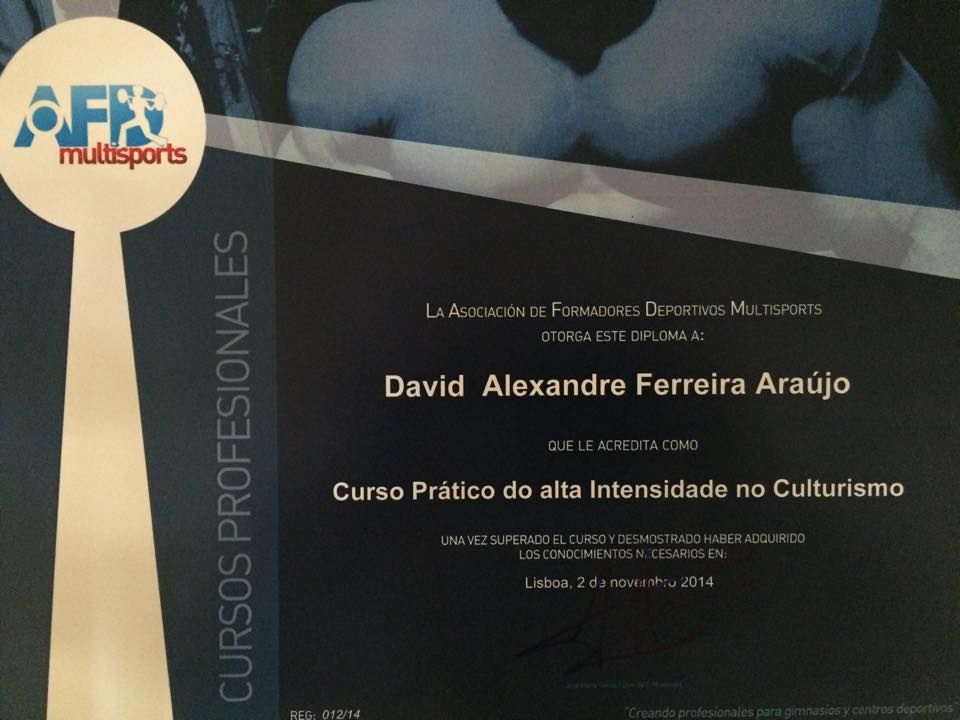 AFD
multisports
CURSOS PROFESIONALES
LA ASOCIACIÓN DE FORMADORES DEPORTIVOS MULTISPORTS
OTORGA ESTE DIPLOMA A:
David Alexandre Ferreira Araújo
QUE LE ACREDITA COMO
Curso Prático do alta Intensidade no Culturismo
UNA VEZ SUPERADO EL CURSO Y DESMOSTRADO HABER ADQUIRIDO
LOS CONOCIMIENTOS NECESARIOS EN:
Lisboa, 2 de novembro 2014
REG: 012/14
"Creando profesionales para gimnasios y centros deportivos"